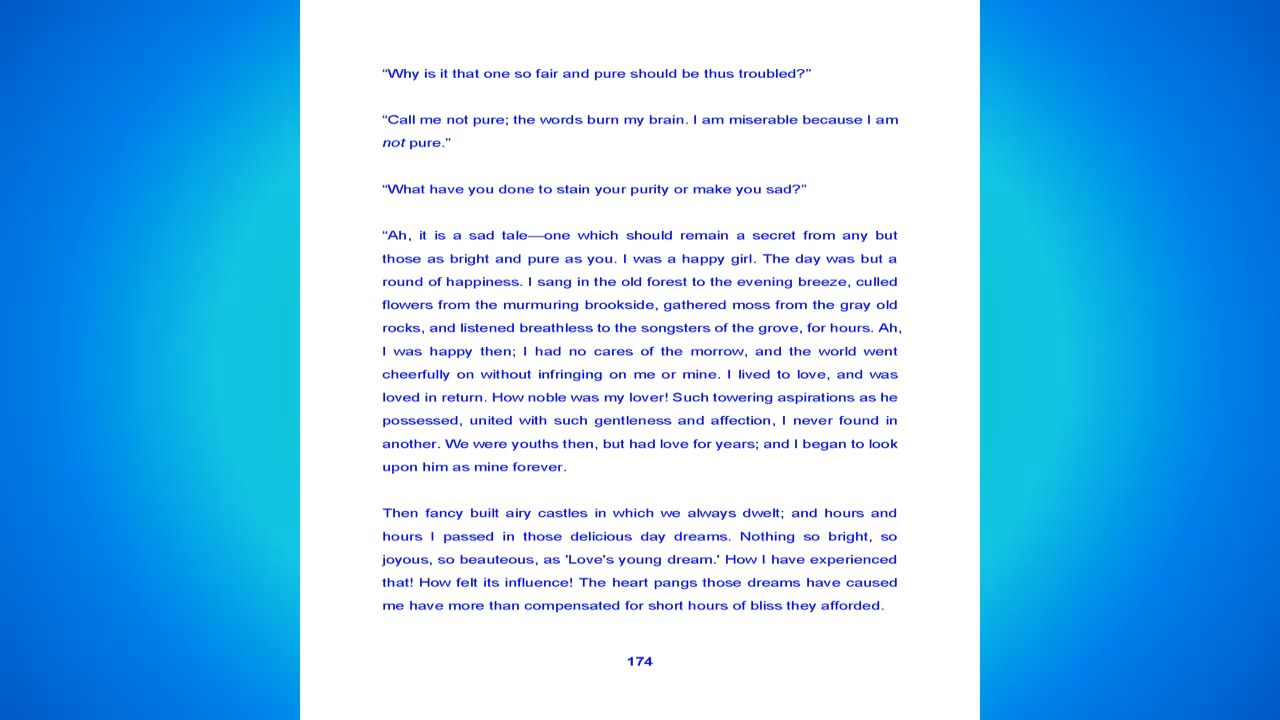 “Why is it that one so fair and pure should be thus troubled?”
“Call me not pure; the words burn my brain. I am miserable because I am
not pure.”
“What have you done to stain your purity or make you sad?”
“Ah, it is a sad tale—one which should remain a secret from any but
those as bright and pure as you. I was a happy girl. The day was but a
round of happiness. I sang in the old forest to the evening breeze, culled
flowers from the murmuring brookside, gathered moss from the gray old
rocks, and listened breathless to the songsters of the grove, for hours. Ah,
I was happy then; I had no cares of the morrow, and the world went
cheerfully on without infringing on me or mine. I lived to love, and was
loved in return. How noble was my lover! Such towering aspirations as he
possessed, united with such gentleness and affection, I never found in
another. We were youths then, but had love for years; and I began to look
upon him as mine forever.
Then fancy built airy castles in which we always dwelt; and hours and
hours I passed in those delicious day dreams. Nothing so bright, so
joyous, so beauteous, as 'Love's young dream.' How I have experienced
that! How felt its influence! The heart pangs those dreams have caused
me have more than compensated for short hours of bliss they afforded.
174